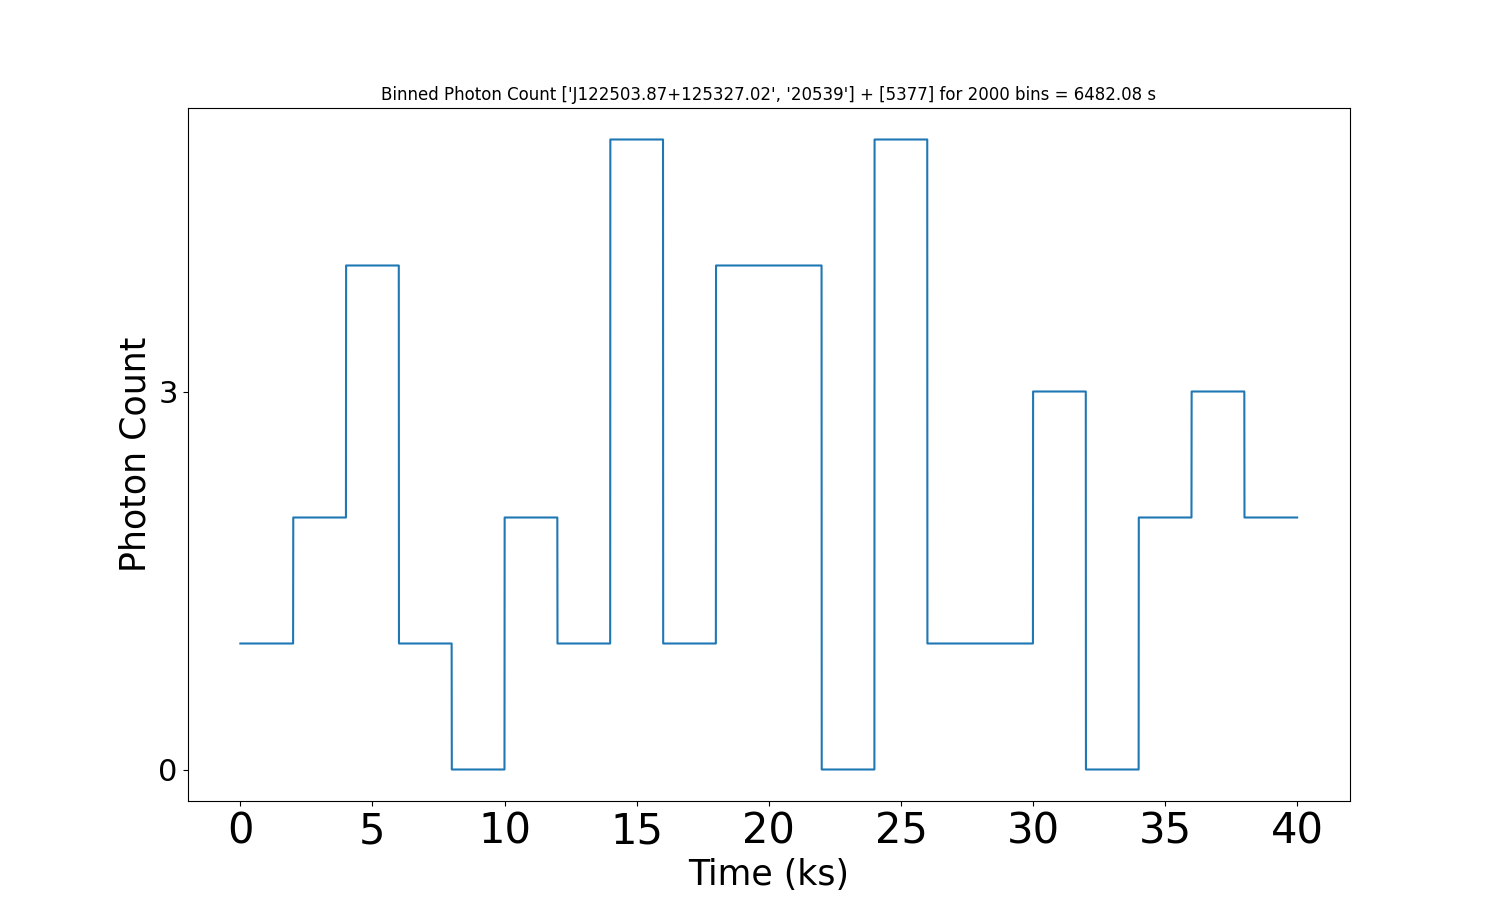 Binned Photon Count ['J122503.87+125327.02', '20539'] + [5377] for 2000 bins = 6482.08 s
Photon Count
3
0
0 5 10 15 20 25 30 35 40
Time (ks)